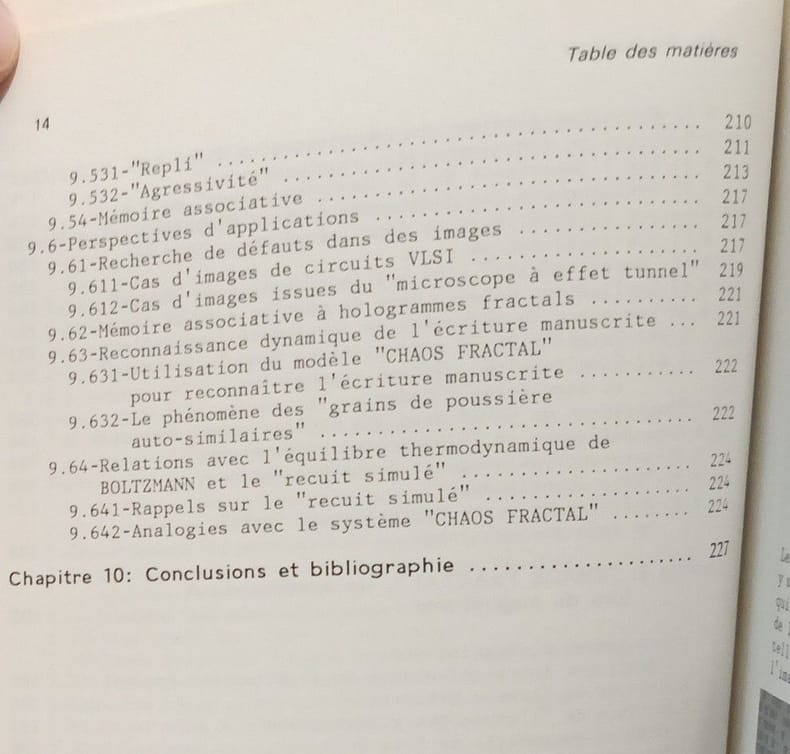 Table des matières
14
9.531-"Repli" ........................................ 210
9.532-"Agressivité" .................................. 211
9.54-Mémoire associative ............................. 213
9.6-Perspectives d'applications ...................... 217
9.61-Recherche de défauts dans des images ............ 217
9.611-Cas d'images de circuits VLSI .................. 217
9.612-Cas d'images issues du "microscope à effet tunnel" 219
9.62-Mémoire associative à hologrammes fractals .......... 221
9.63-Reconnaissance dynamique de l'écriture manuscrite ... 221
9.631-Utilisation du modèle "CHAOS FRACTAL"
pour reconnaître l'écriture manuscrite ........... 222
9.632-Le phénomène des "grains de poussière
auto-similaires" ................................ 222
9.64-Relations avec l'équilibre thermodynamique de
BOLTZMANN et le "recuit simulé" .................... 224
9.641-Rappels sur le "recuit simulé" .................. 224
9.642-Analogies avec le système "CHAOS FRACTAL" ........ 224
Chapitre 10: Conclusions et bibliographie .................... 227
Le
qui
de l
l'ima